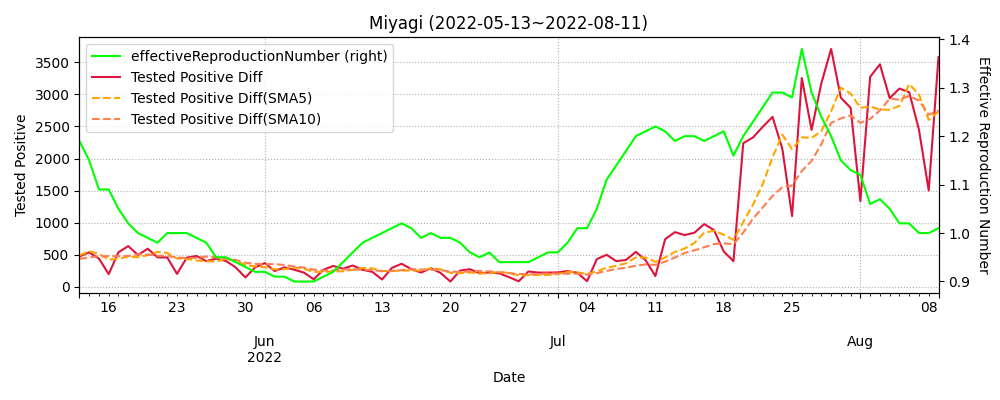 Miyagi (2022-05-13~2022-08-11)
effectiveReproductionNumber (right)
Tested Positive Diff
Tested Positive Diff(SMA5)
Tested Positive Diff(SMA10)
Tested Positive
3500
3000
2500
2000
1500
1000
500
0
1.4
1.3
1.2
1.1
1.0
0.9
Effective Reproduction Number
16 23 30 06 13 20 27 04 11 18 25 08
Jun Jul Aug
2022
Date